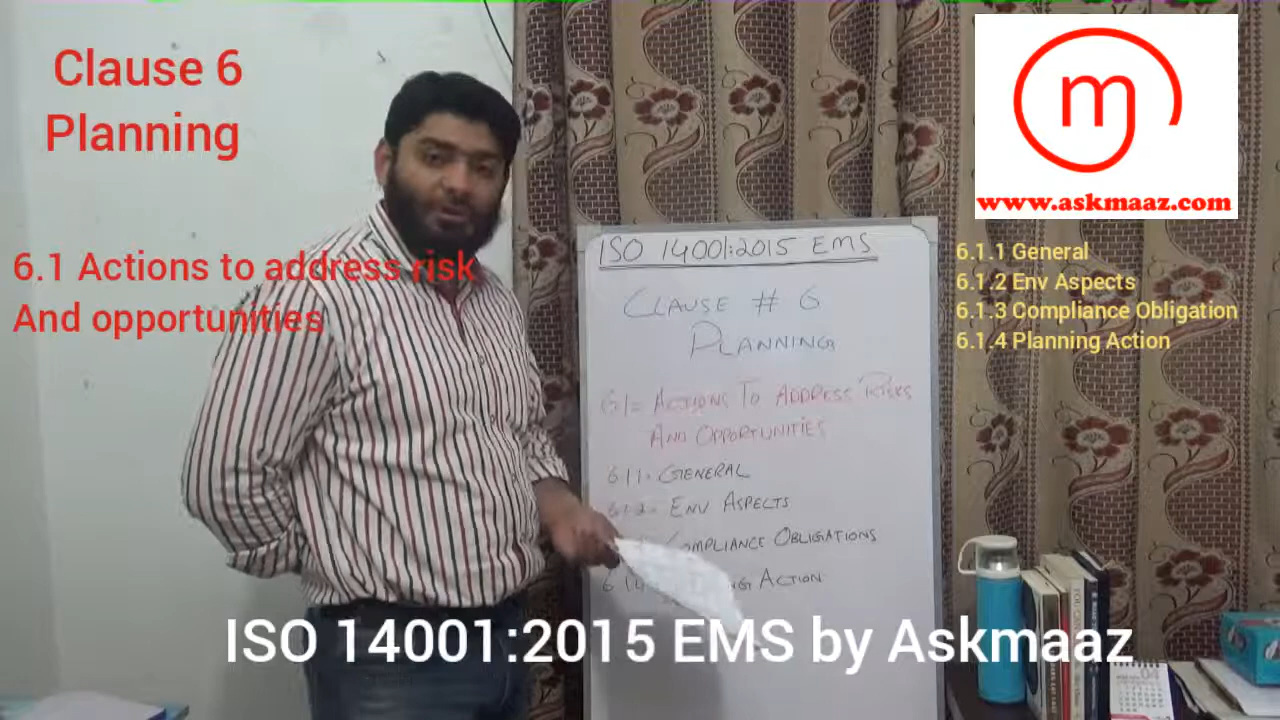 Clause 6
Planning
6.1 Actions to address risk
And opportunities
m
www.askmaaz.com
6.1.1 General
6.1.2 Env Aspects
6.1.3 Compliance Obligation
6.1.4 Planning Action
ISO 14001:2015 EMS
CLAUSE # 6
PLANNING
6.1= ACTIONS TO ADDRESS RISKS
AND OPPORTUNITIES
6.1.1= GENERAL
6.1.2= ENV ASPECTS
COMPLIANCE OBLIGATIONS
ACTION
ISO 14001:2015 EMS by Askmaaz
04